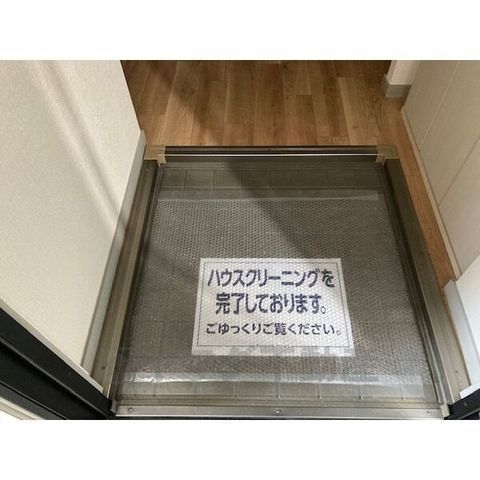 ハウスクリーニングを
完了しております。
ごゆっくりご覧ください。